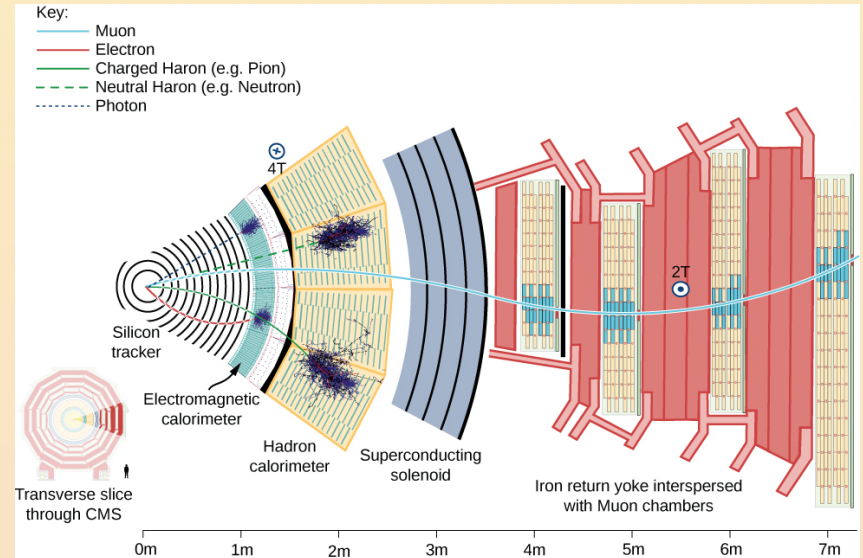 Key:
Muon
Electron
Charged Haron (e.g. Pion)
Neutral Haron (e.g. Neutron)
Photon
4T
2T
Silicon
tracker
Electromagnetic
calorimeter
Hadron
calorimeter
Superconducting
solenoid
Iron return yoke interspersed
with Muon chambers
Transverse slice
through CMS
0m 1m 2m 3m 4m 5m 6m 7m